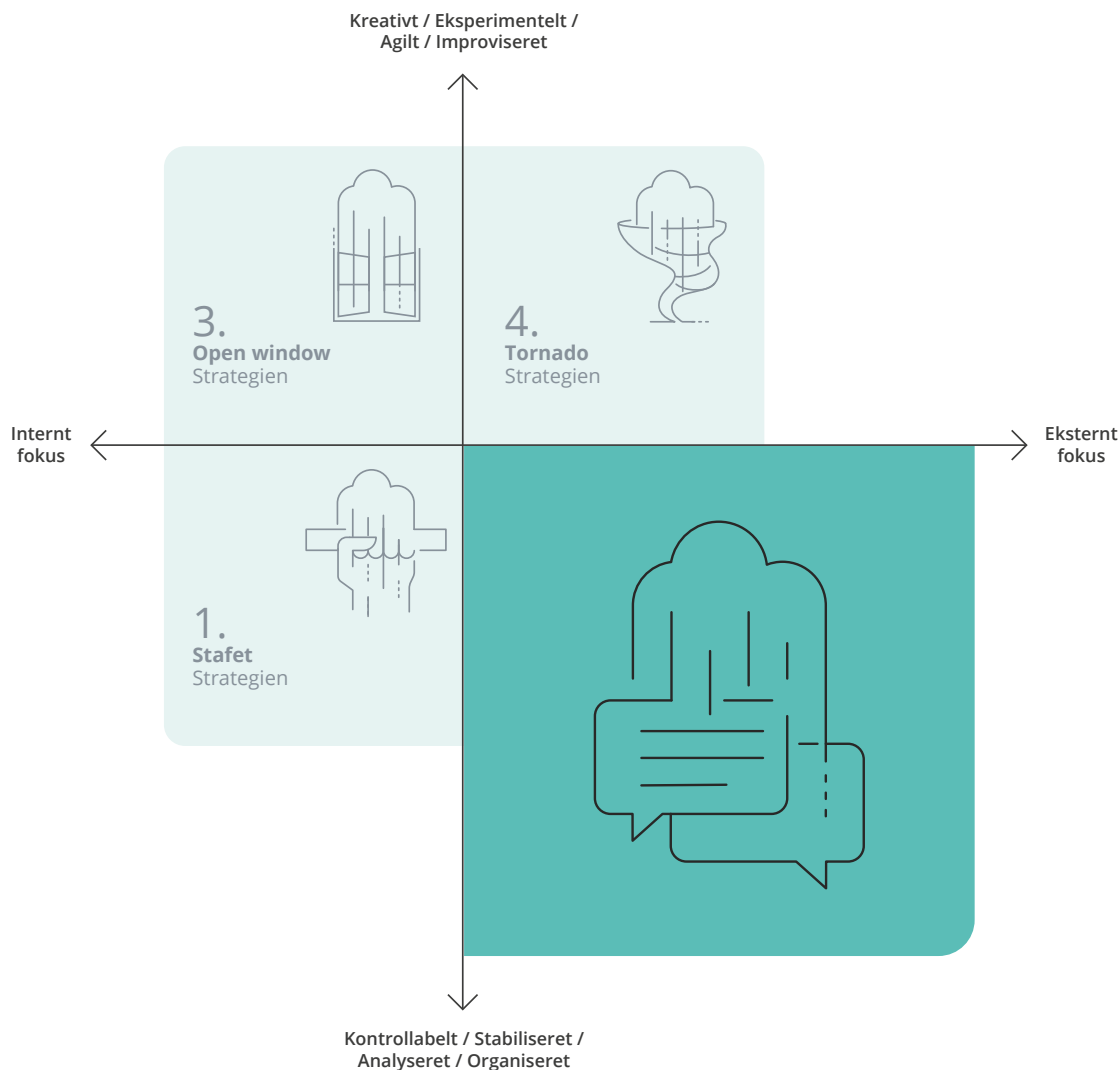 Kreativt / Eksperimentelt /
Agilt / Improviseret
3.
Open window
Strategien
4.
Tornado
Strategien
Internt
fokus
Eksternt
fokus
1.
Stafet
Strategien
Kontrollabelt / Stabiliseret /
Analyseret / Organiseret